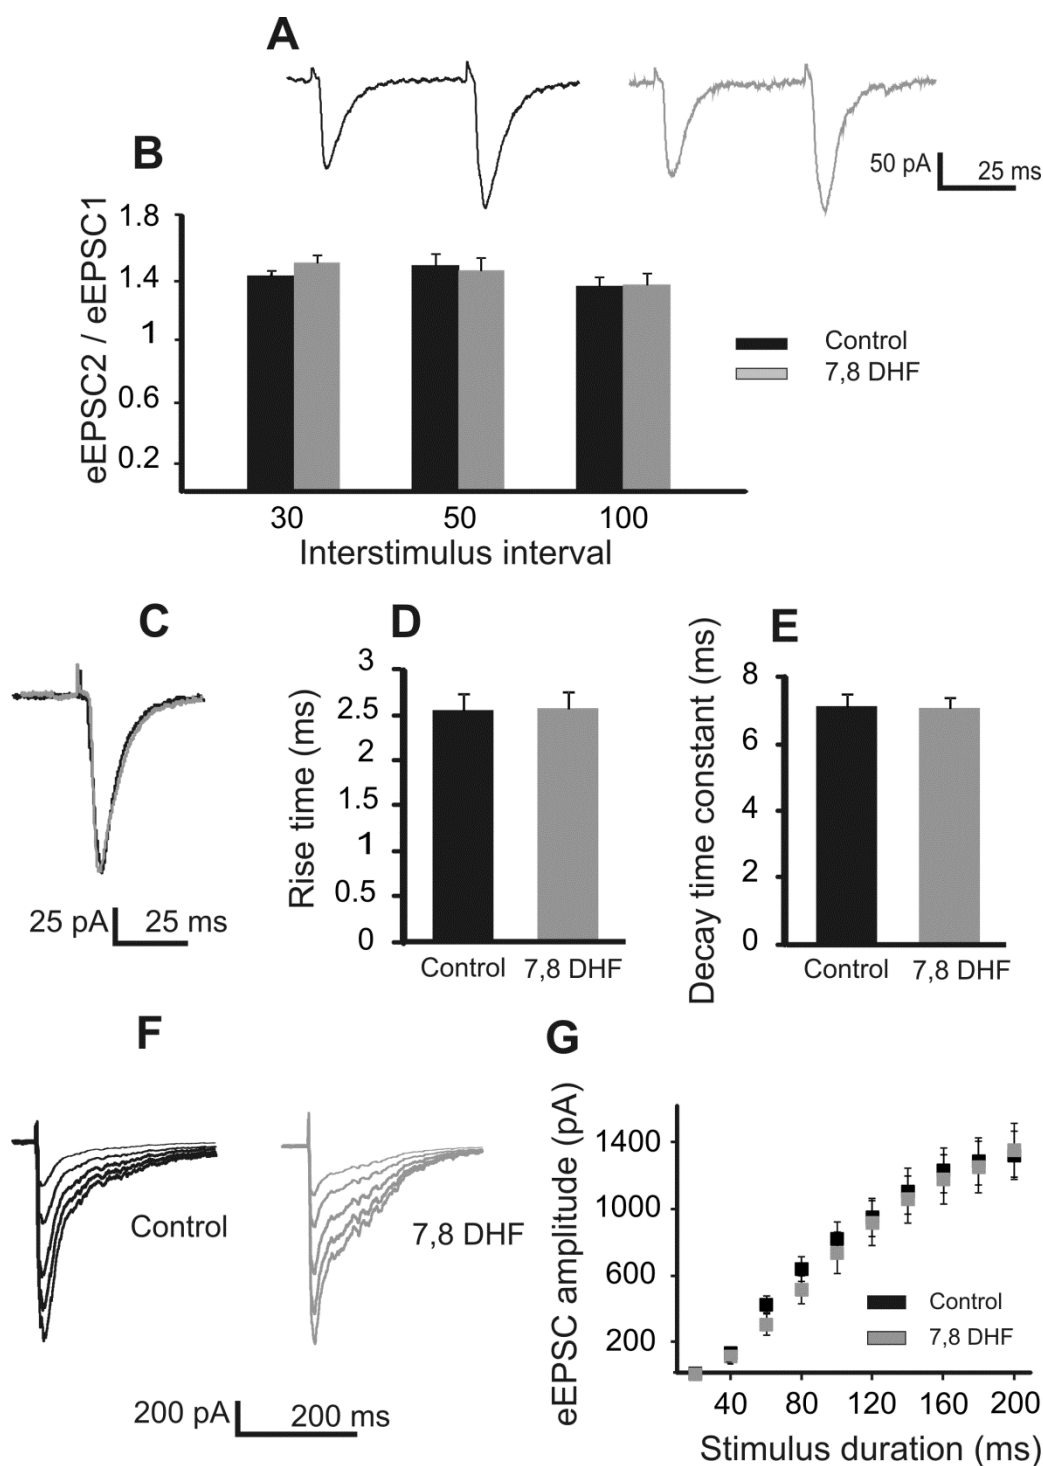 A
50 pA
25 ms
B
eEPSC2 / eEPSC1
1.8
1.4
1
0.6
0.2
30 50 100
Interstimulus interval
Control
7,8 DHF
C
25 pA 25 ms
D
Rise time (ms)
3
2.5
2
1.5
1
0.5
0
Control 7,8 DHF
E
Decay time constant (ms)
8
6
4
2
0
Control 7,8 DHF
F
Control
7,8 DHF
200 pA 200 ms
G
eEPSC amplitude (pA)
1400
1000
600
200
Control
7,8 DHF
40 80 120 160 200
Stimulus duration (ms)